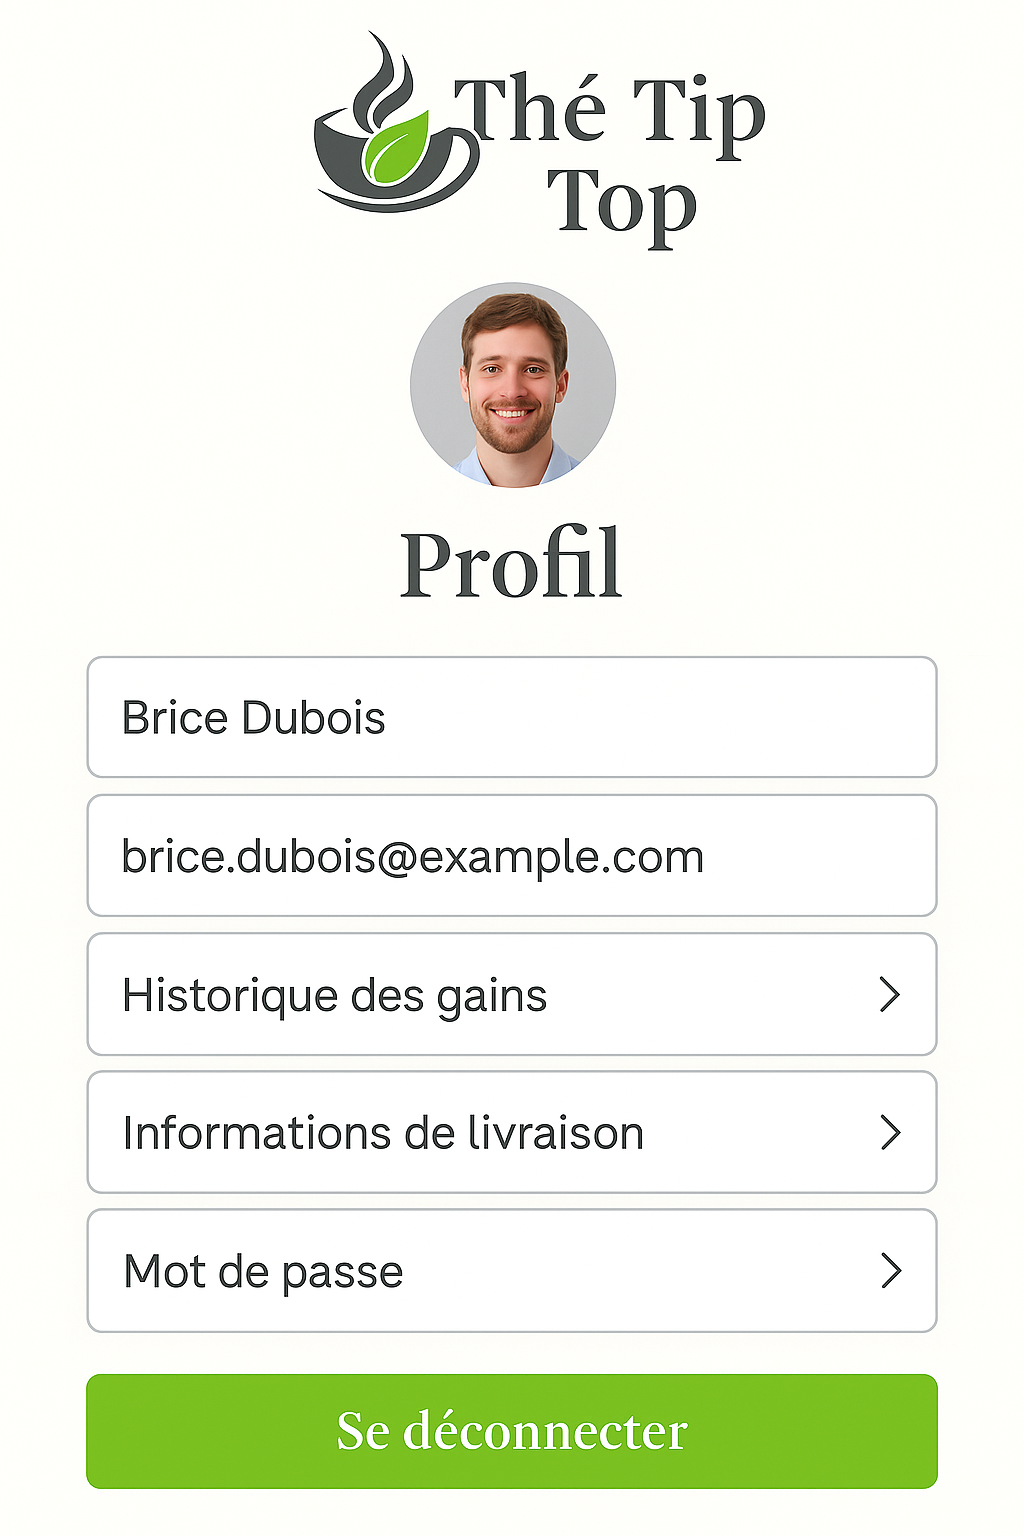 Thé Tip
Top
Profil
Brice Dubois
brice.dubois@example.com
Historique des gains
Informations de livraison
Mot de passe
Se déconnecter